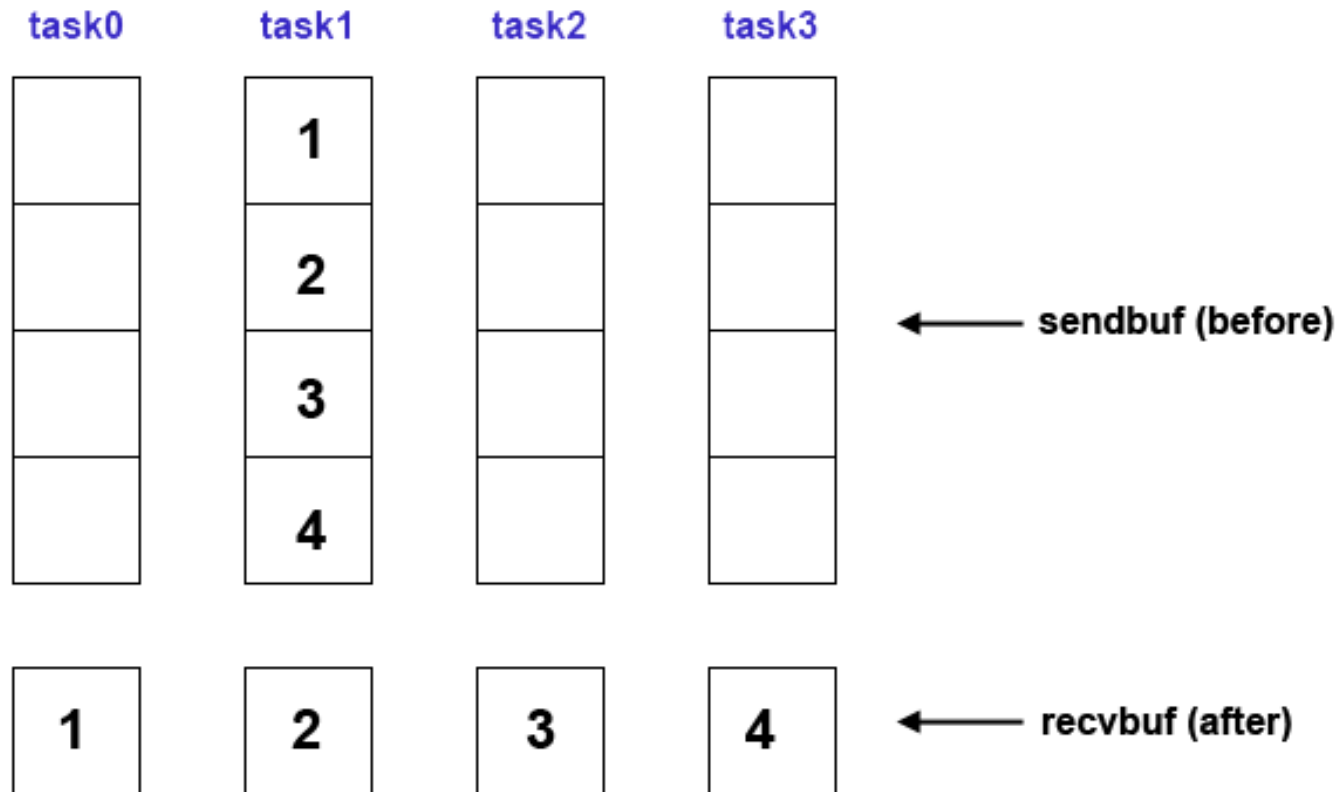 task0 task1 task2 task3
1
2
3
4
sendbuf (before)
1 2 3 4
recvbuf (after)